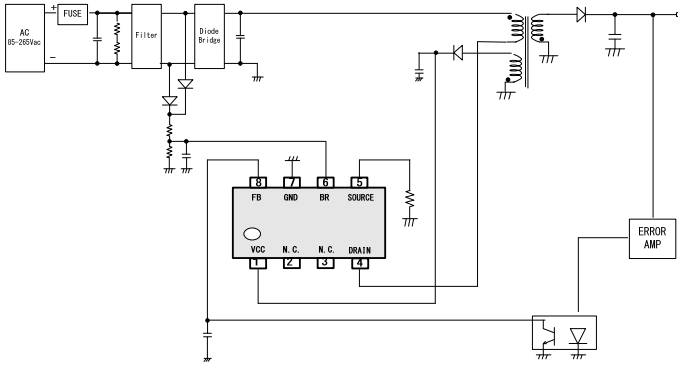 AC
85-265Vac
+
−
FUSE
Filter
Diode
Bridge
8 7 6 5
FB GND BR SOURCE
VCC N.C. N.C. DRAIN
1 2 3 4
ERROR
AMP